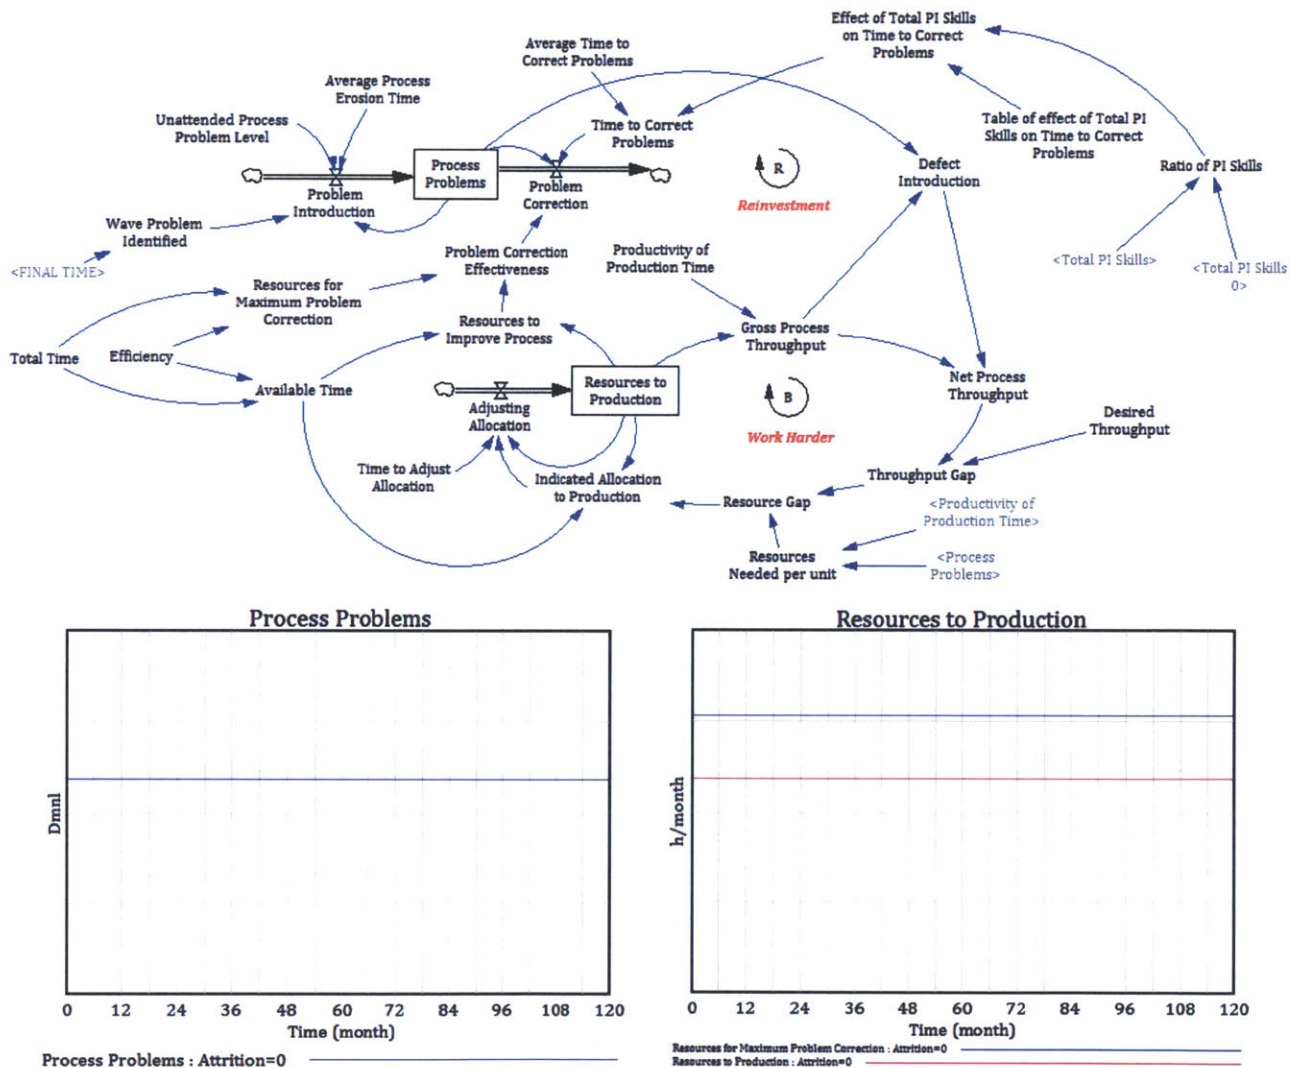 Effect of Total PI Skills
on Time to Correct
Problems
Average Time to
Correct Problems
Average Process
Erosion Time
Unattended Process
Problem Level
Time to Correct
Problems
Table of effect of Total PI
Skills on Time to Correct
Problems
Process
Problems
R
Reinvestment
Defect
Introduction
Ratio of PI Skills
Problem
Introduction
Problem
Correction
Wave Problem
Identified
<FINAL TIME>
Problem Correction
Effectiveness
Productivity of
Production Time
<Total PI Skills>
<Total PI Skills
0>
Resources for
Maximum Problem
Correction
Resources to
Improve Process
Gross Process
Throughput
Total Time
Efficiency
Available Time
Resources to
Production
Net Process
Throughput
B
Work Harder
Adjusting
Allocation
Desired
Throughput
Time to Adjust
Allocation
Indicated Allocation
to Production
Throughput Gap
Resource Gap
<Productivity of
Production Time>
Resources
Needed per unit
<Process
Problems>
Process Problems
Dmnl
0 12 24 36 48 60 72 84 96 108 120
Time (month)
Process Problems : Attrition=0
Resources to Production
h/month
0 12 24 36 48 60 72 84 96 108 120
Time (month)
Resources for Maximum Problem Correction : Attrition=0
Resources to Production : Attrition=0